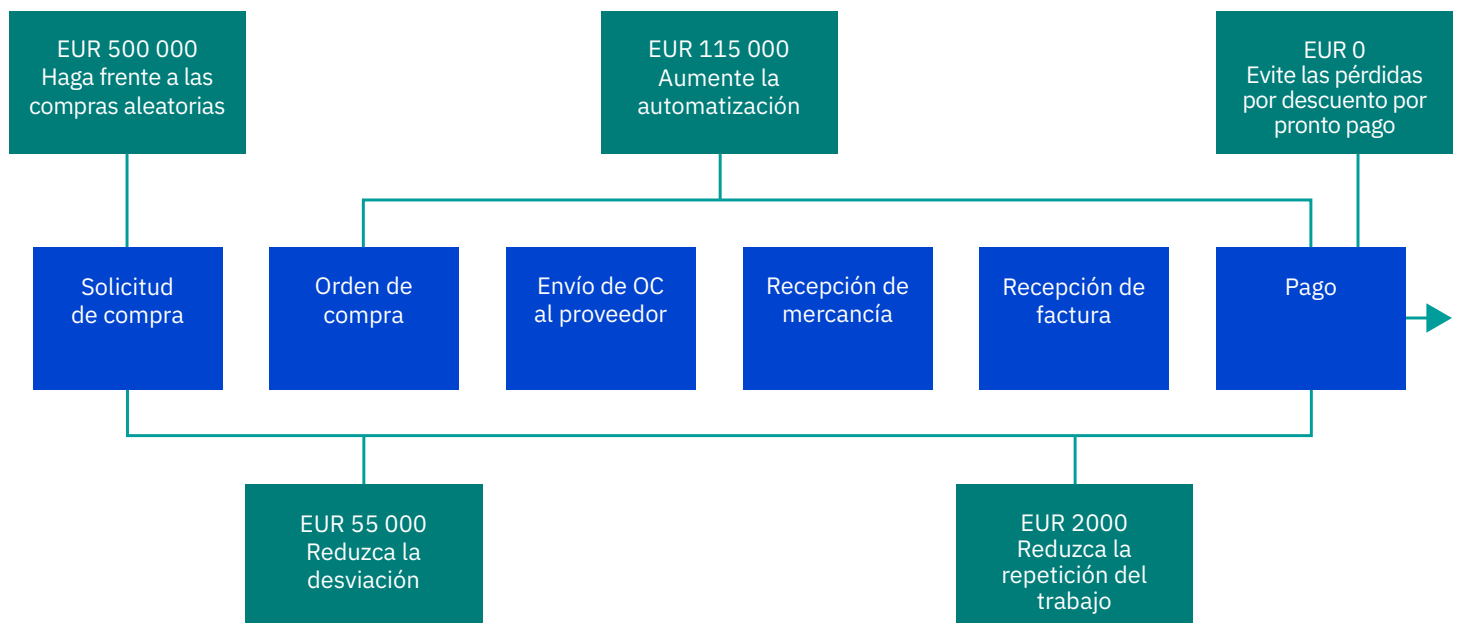 EUR 500 000
Haga frente a las
compras aleatorias
EUR 115 000
Aumente la
automatización
EUR 0
Evite las pérdidas
por descuento por
pronto pago
Solicitud
de compra
Orden de
compra
Envío de OC
al proveedor
Recepción de
mercancía
Recepción de
factura
Pago
EUR 55 000
Reduzca la
desviación
EUR 2000
Reduzca la
repetición del
trabajo